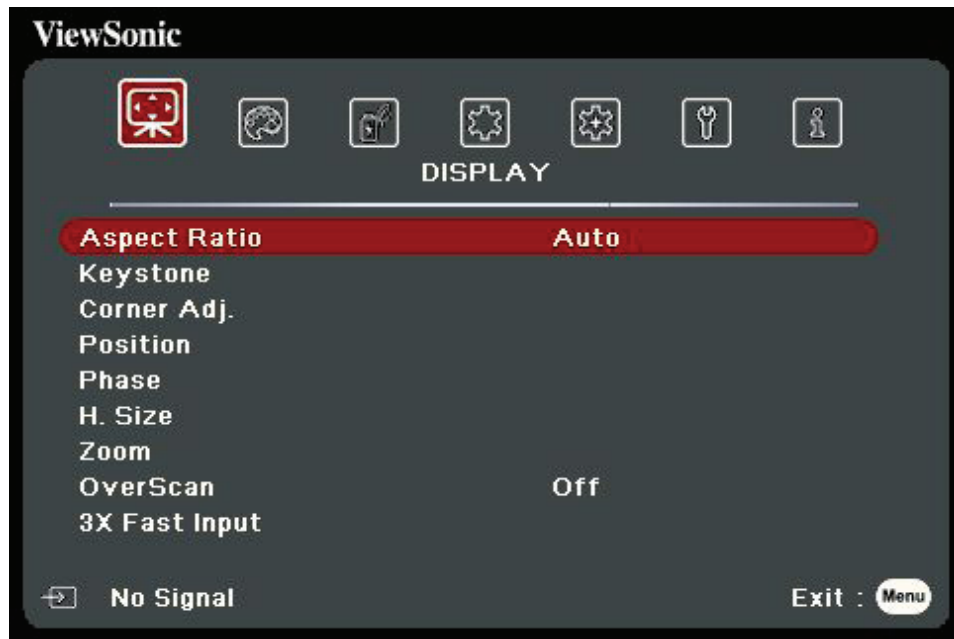 ViewSonic
DISPLAY
Aspect Ratio Auto
Keystone
Corner Adj.
Position
Phase
H. Size
Zoom
OverScan Off
3X Fast Input
No Signal Exit : Menu